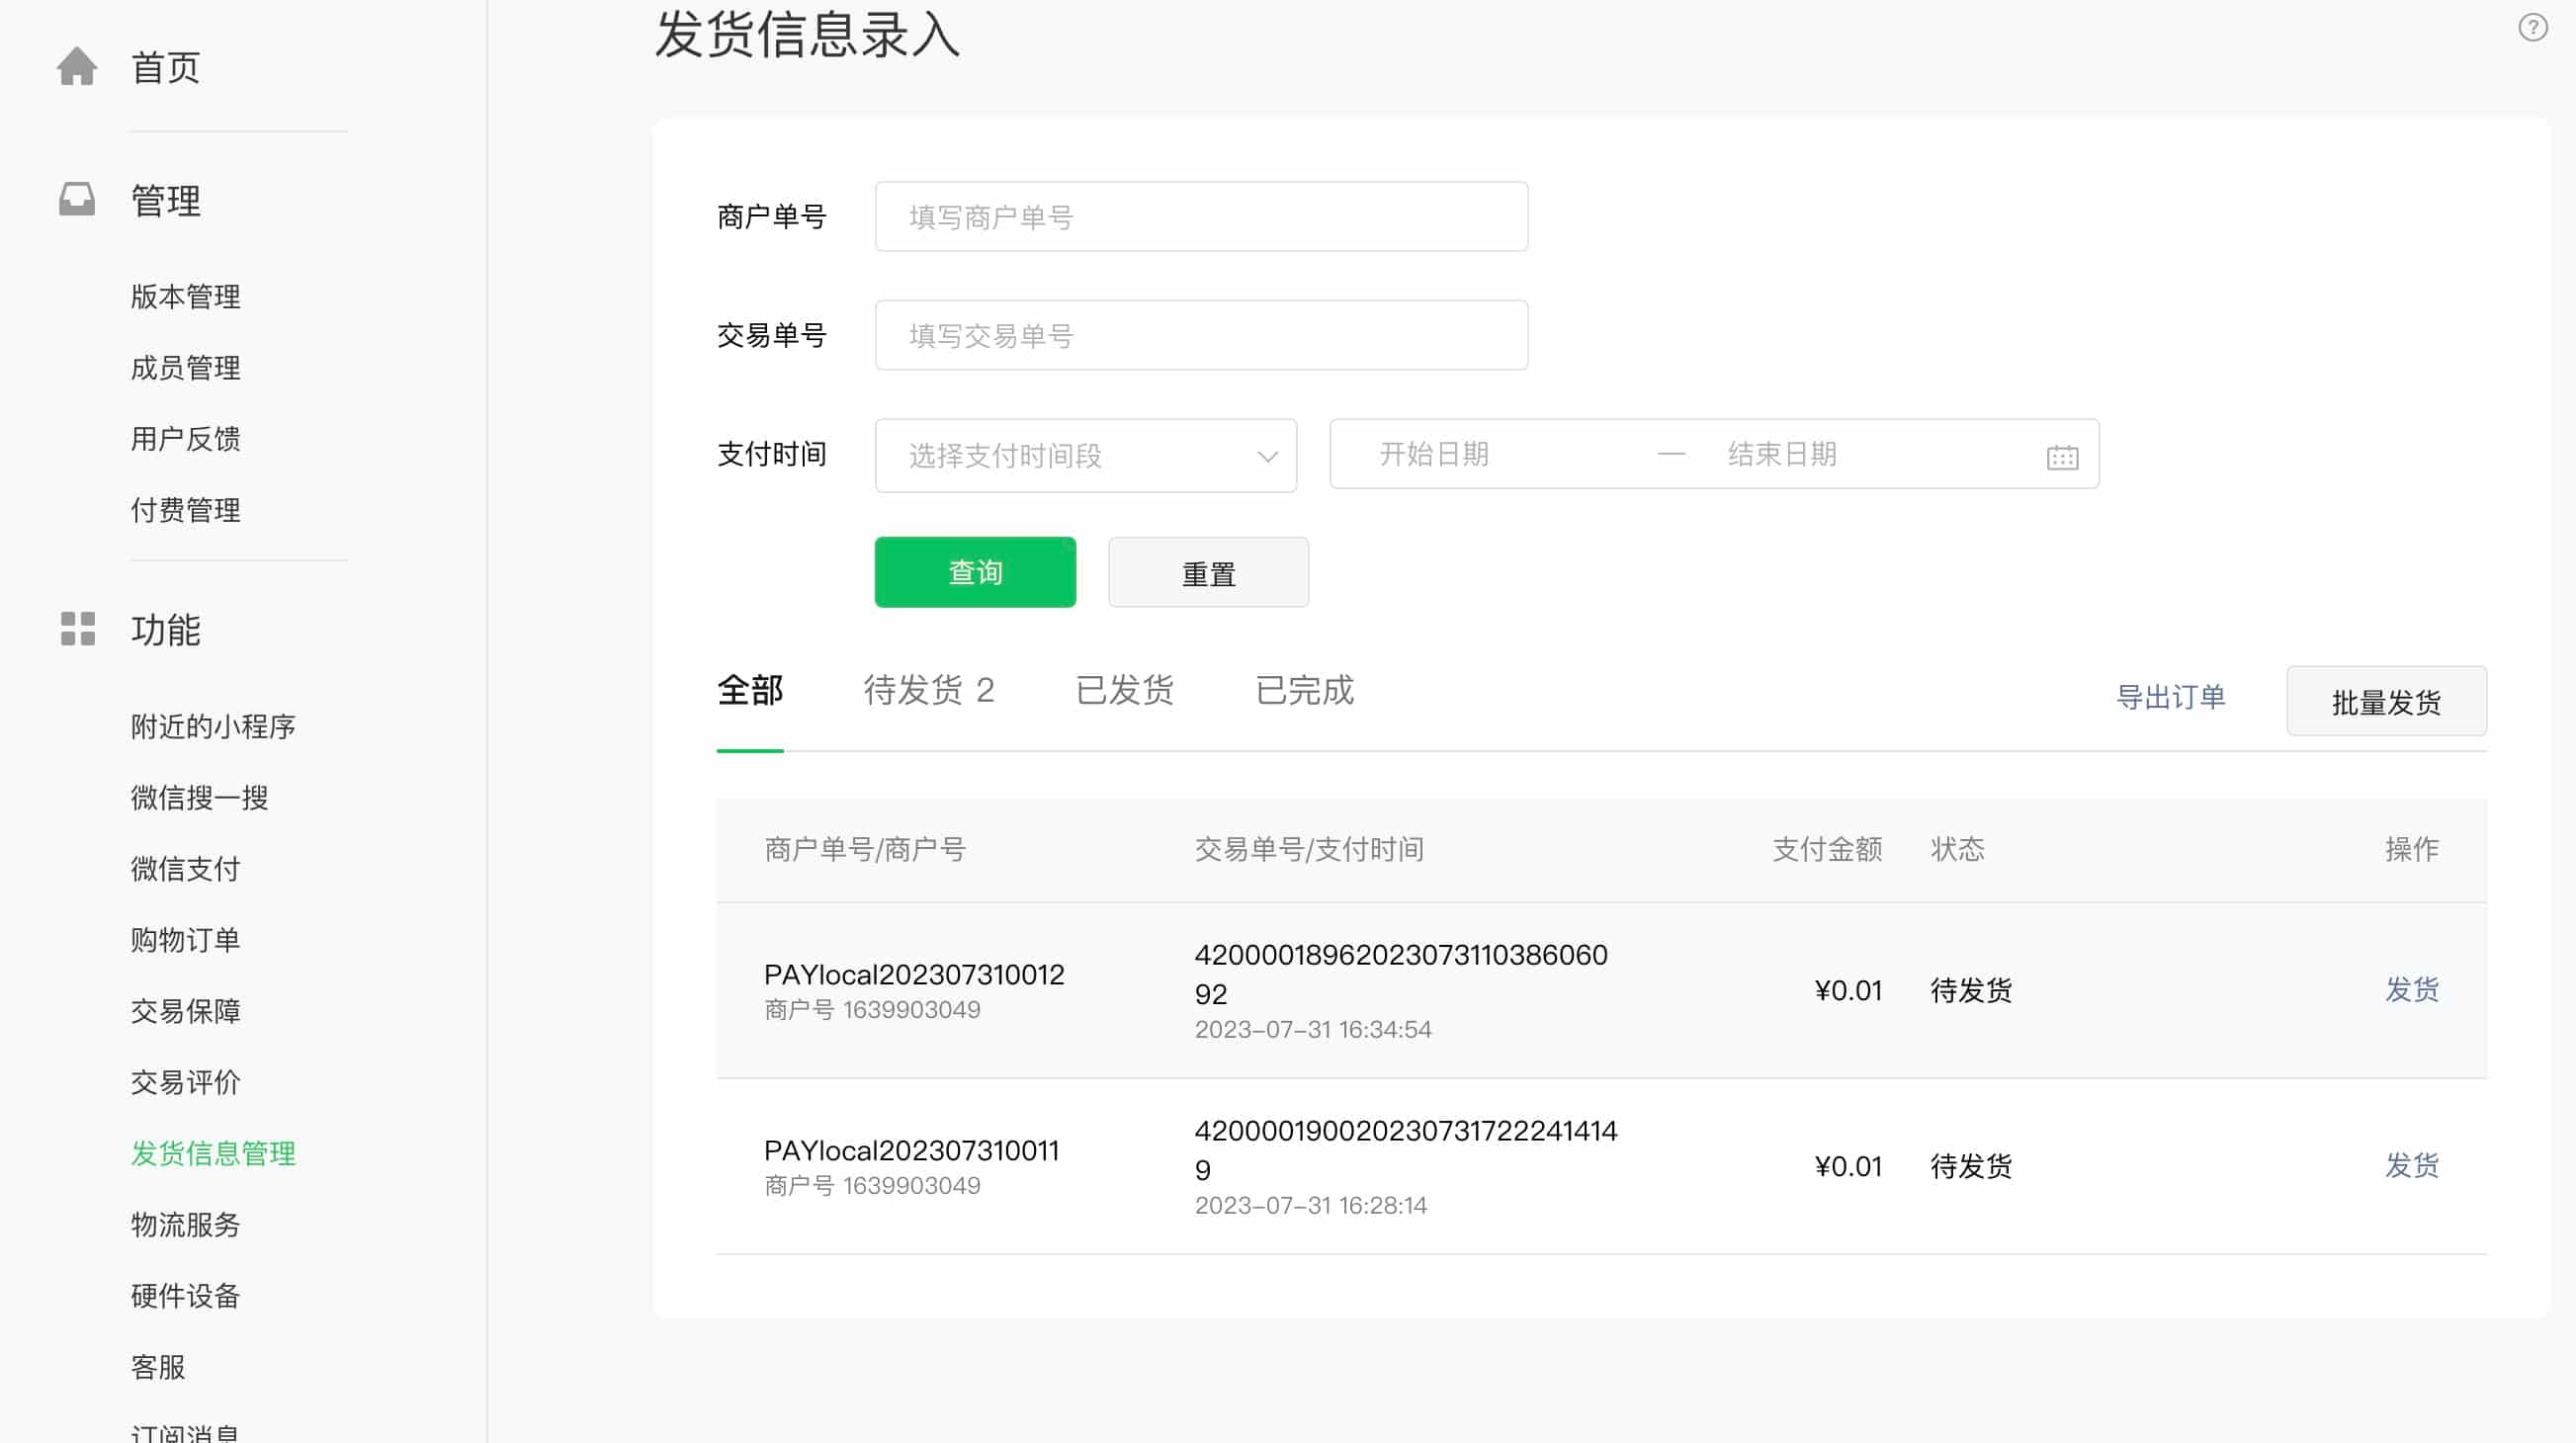 首页
管理
版本管理
成员管理
用户反馈
付费管理
功能
附近的小程序
微信搜一搜
微信支付
购物订单
交易保障
交易评价
发货信息管理
物流服务
硬件设备
客服
订阅消息
发货信息录入
?
商户单号 填写商户单号
交易单号 填写交易单号
支付时间 选择支付时间段 开始日期 — 结束日期
查询 重置
全部 待发货 2 已发货 已完成 导出订单 批量发货
商户单号/商户号 交易单号/支付时间 支付金额 状态 操作
PAYlocal202307310012
商户号 1639903049
42000018962023073110386060
92
2023-07-31 16:34:54
¥0.01 待发货 发货
PAYlocal202307310011
商户号 1639903049
420000190020230731722241414
9
2023-07-31 16:28:14
¥0.01 待发货 发货